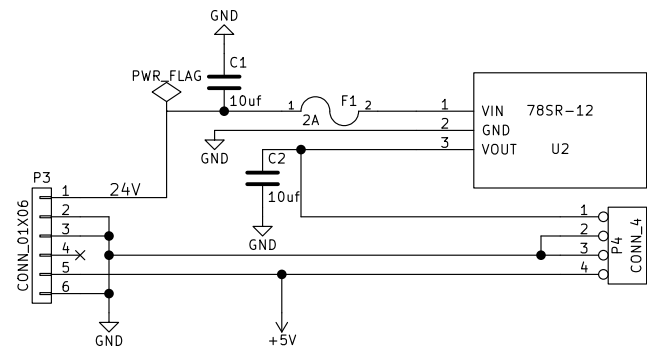 GND
C1
PWR_FLAG
10uf
1
F1
2
2A
1
VIN
78SR-12
2
GND
3
VOUT
U2
GND
C2
10uf
GND
P3
CONN_01X06
1
24V
2
3
4
5
6
GND
+5V
1
2
3
4
P4
CONN_4